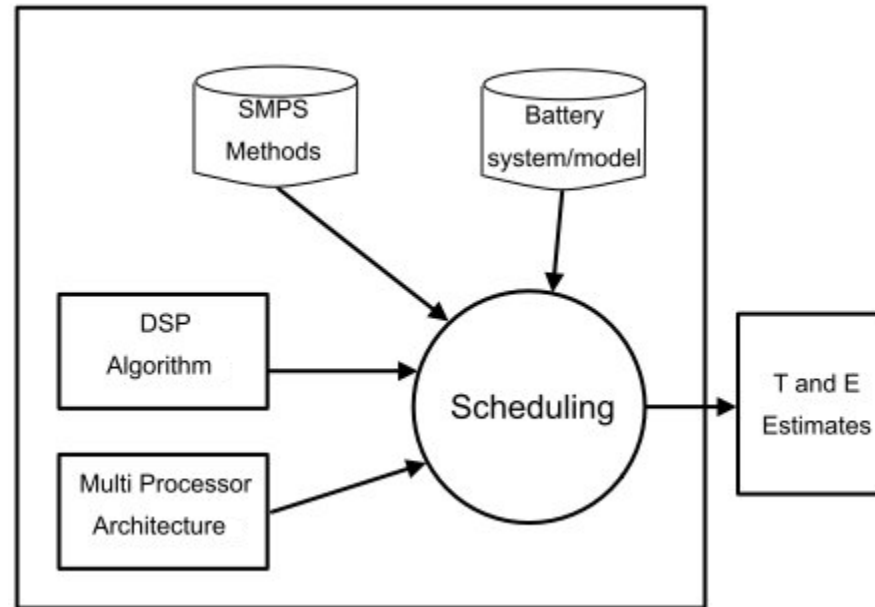 SMPS
Methods
Battery
system/model
DSP
Algorithm
Scheduling
T and E
Estimates
Multi Processor
Architecture